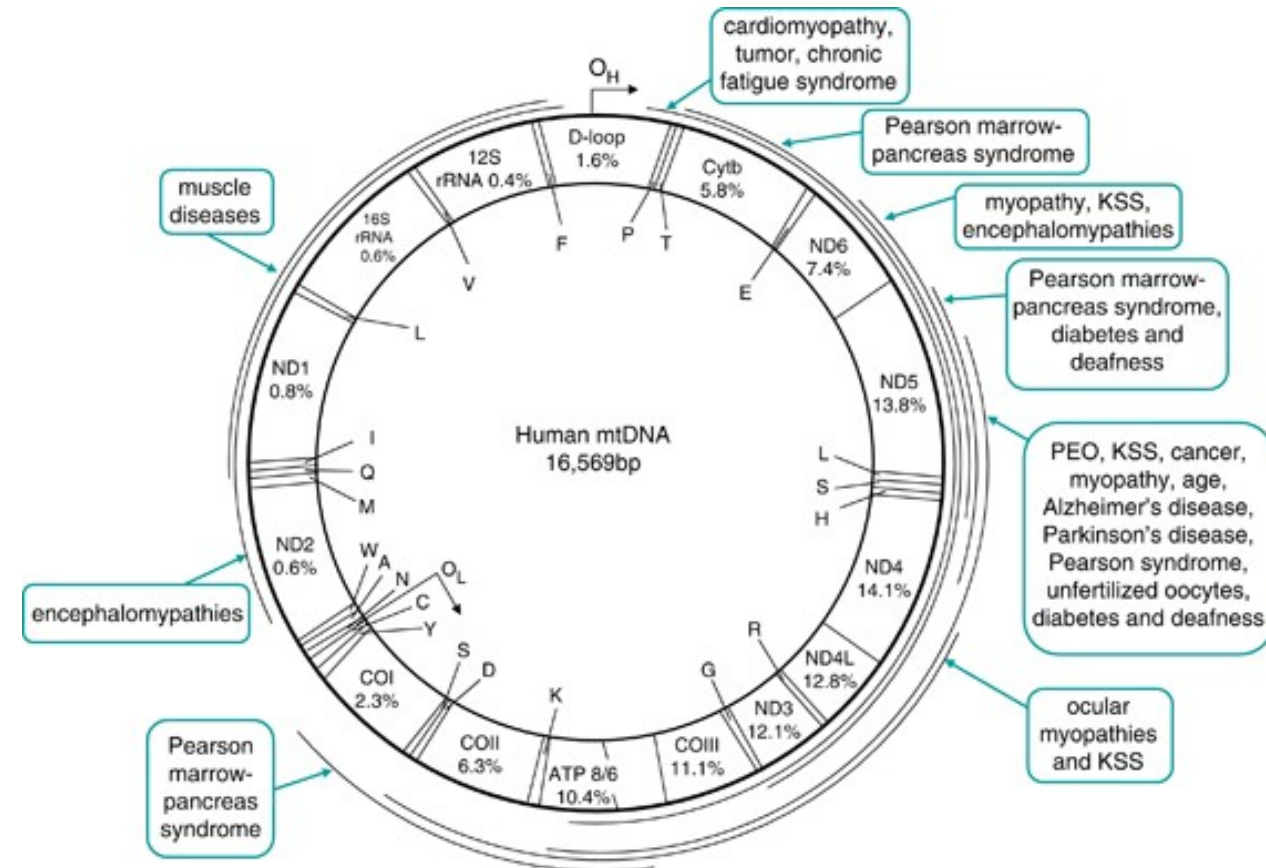 cardiomyopathy,
tumor, chronic
fatigue syndrome
OH
Pearson marrow-
pancreas syndrome
muscle
diseases
myopathy, KSS,
encephalomypathies
Pearson marrow-
pancreas syndrome,
diabetes and
deafness
PEO, KSS, cancer,
myopathy, age,
Alzheimer's disease,
Parkinson's disease,
Pearson syndrome,
unfertilized oocytes,
diabetes and deafness
ocular
myopathies
and KSS
encephalomypathies
Pearson
marrow-
pancreas
syndrome
D-loop
1.6%
Cytb
5.8%
ND6
7.4%
ND5
13.8%
ND4
14.1%
ND4L
12.8%
ND3
12.1%
COIII
11.1%
ATP 8/6
10.4%
COII
6.3%
COI
2.3%
ND2
0.6%
ND1
0.8%
16S
rRNA
0.6%
12S
rRNA 0.4%
F
P
T
E
L
S
H
R
G
K
D
S
Y
C
OL
N
A
W
M
Q
I
L
V
Human mtDNA
16,569bp